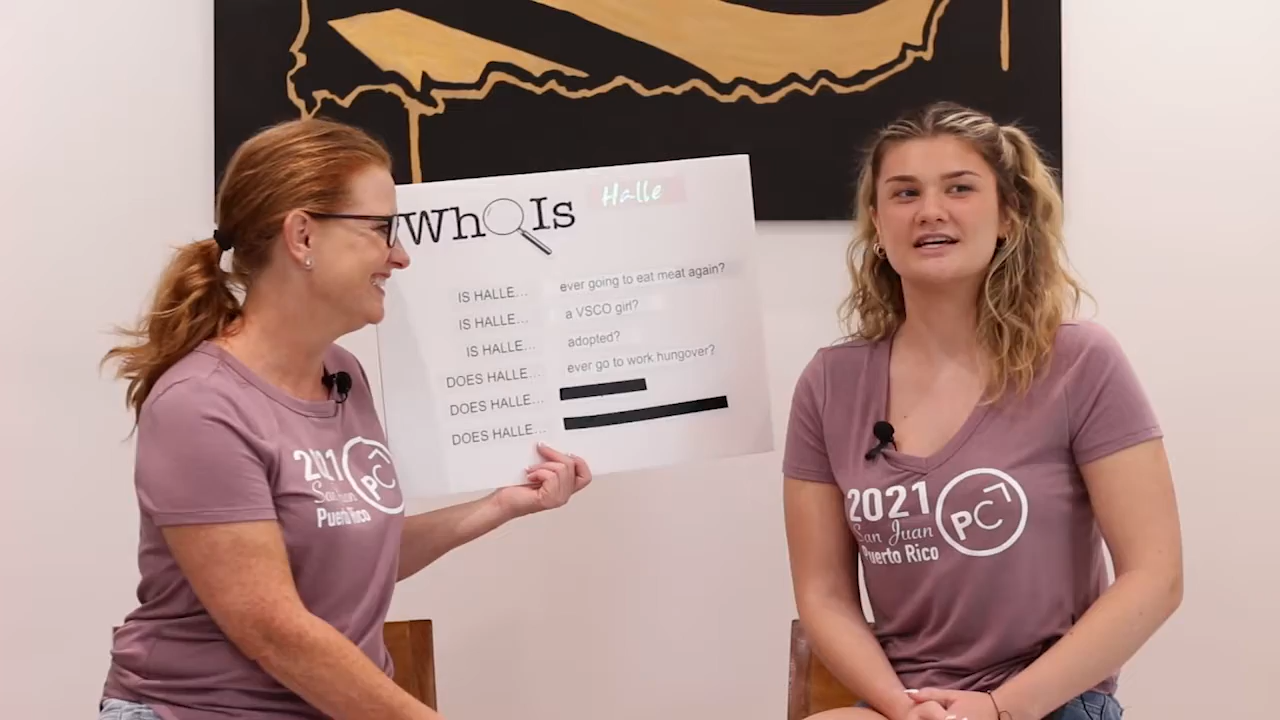 Who Is Halle
IS HALLE... ever going to eat meat again?
IS HALLE... a VSCO girl?
IS HALLE... adopted?
DOES HALLE... ever go to work hungover?
DOES HALLE...
DOES HALLE...
2021
San Juan
Puerto Rico
PC
2021
San Juan
Puerto Rico
PC